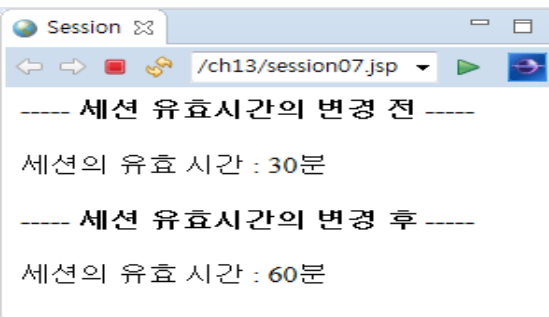 Session
/ch13/session07.jsp
----- 세션 유효시간의 변경 전 -----
세션의 유효 시간 : 30분
----- 세션 유효시간의 변경 후 -----
세션의 유효 시간 : 60분